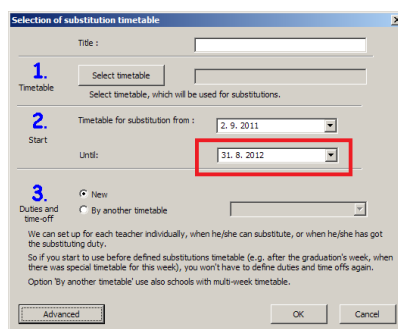 Selection of substitution timetable
Title :
1.
Timetable
Select timetable
Select timetable, which will be used for substitutions.
2.
Start
Timetable for substitution from :
2. 9. 2011
Until:
31. 8. 2012
3.
Duties and
time-off
New
By another timetable
We can set up for each teacher individually, when he/she can substitute, or when he/she has got
the substituting duty.
So if you start to use before defined substitutions timetable (e.g. after the graduation's week, when
there was special timetable for this week), you won't have to define duties and time offs again.
Option 'By another timetable' use also schools with multi-week timetable.
Advanced
OK
Cancel